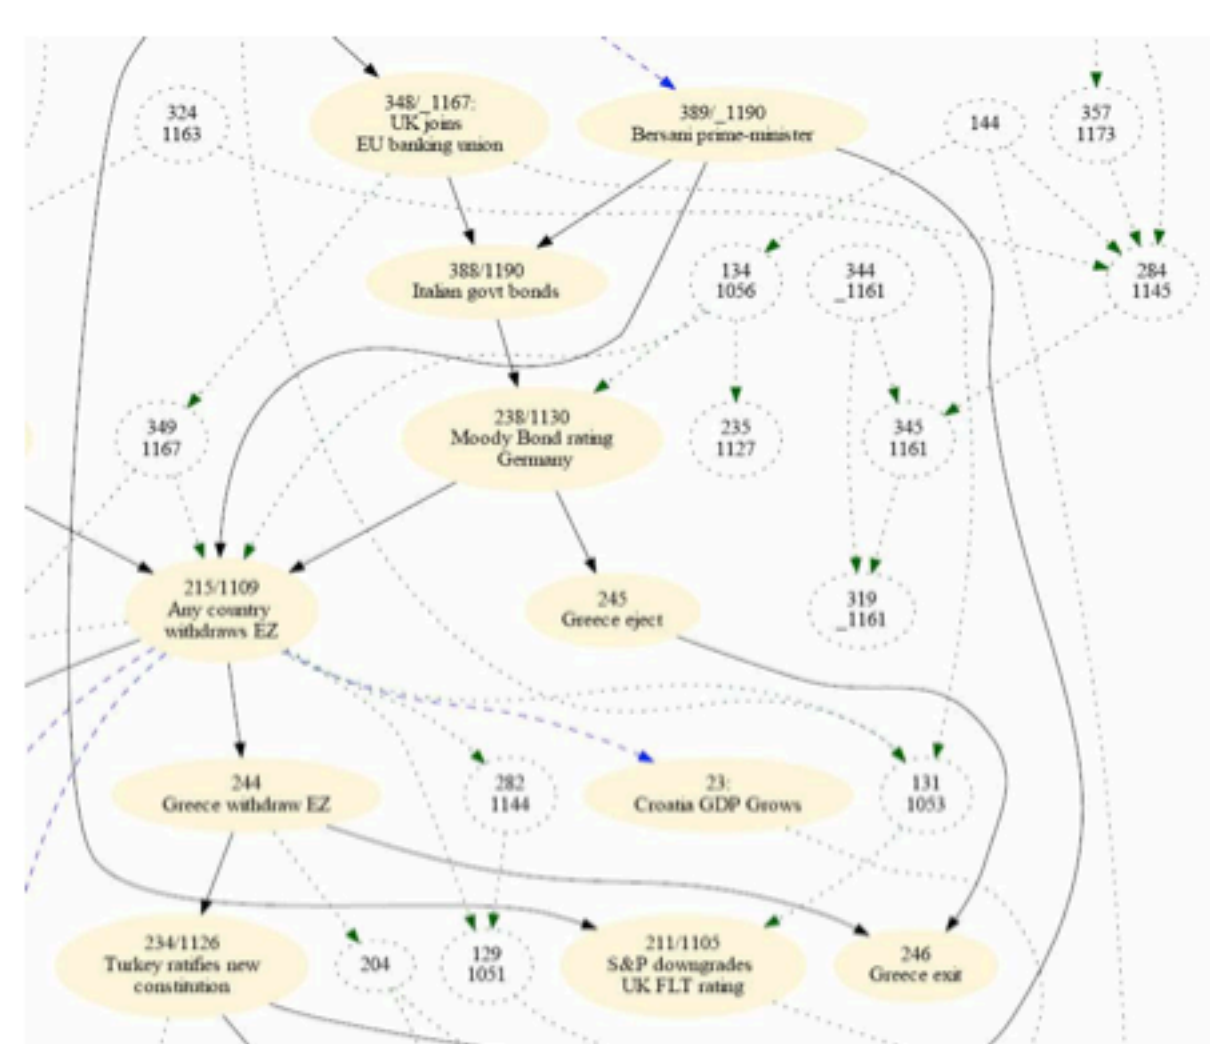 324
1163
348/_1167:
UK joins
EU banking union
389/_1190
Bersani prime-minister
144
357
1173
388/1190
Italian govt bonds
134
1056
344
_1161
284
1145
349
1167
238/1130
Moody Bond rating
Germany
235
1127
345
1161
215/1109
Any country
withdraws EZ
245
Greece eject
319
_1161
244
Greece withdraw EZ
282
1144
23:
Croatia GDP Grows
131
1053
234/1126
Turkey ratifies new
constitution
204
129
1051
211/1105
S&P downgrades
UK FLT rating
246
Greece exit